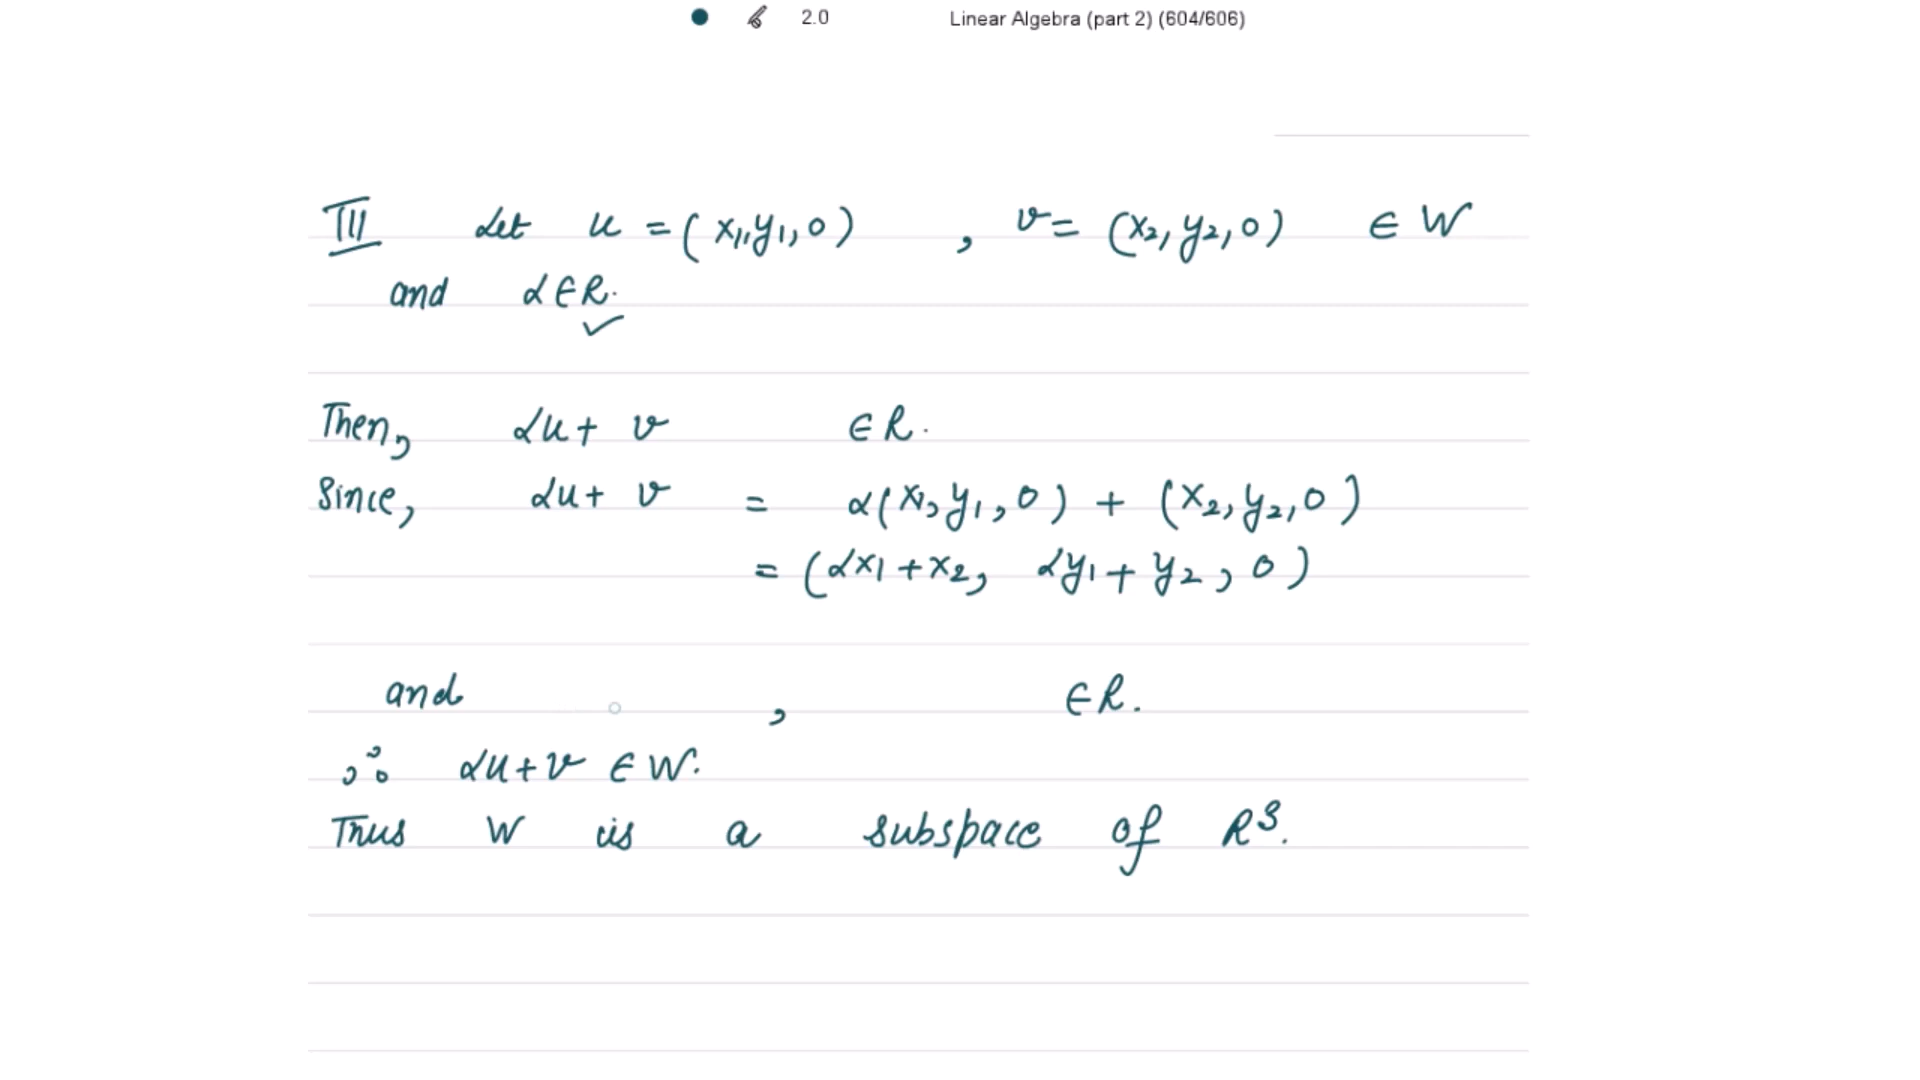 2.0 Linear Algebra (part 2) (604/606)
III Let u = (x₁, y₁, 0) , v = (x₂, y₂, 0) ∈ W
and α ∈ R.
Then, αu + v ∈ R.
Since, αu + v = α(x₁, y₁, 0) + (x₂, y₂, 0)
= (αx₁ + x₂, αy₁ + y₂, 0)
and , ∈ R.
∴ αu + v ∈ W.
Thus W is a subspace of R³.